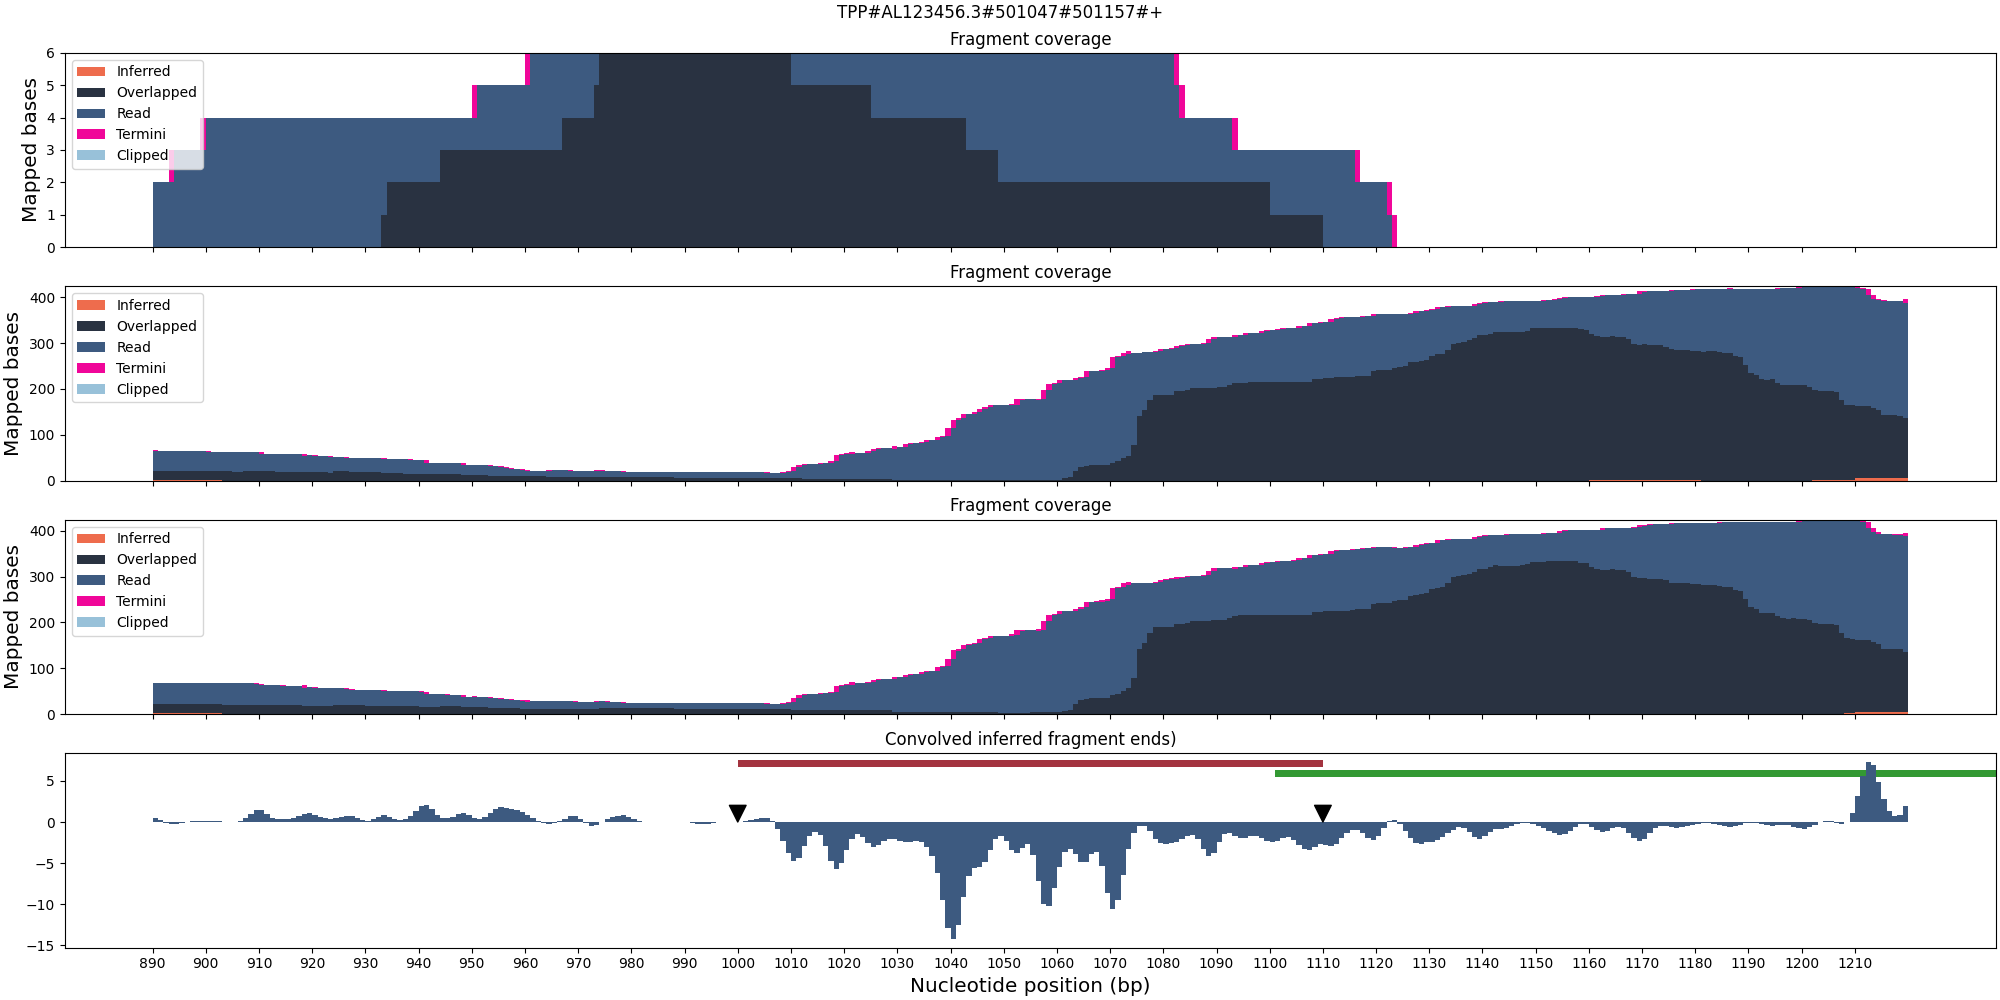 TPP#AL123456.3#501047#501157#+
Fragment coverage
Mapped bases
6
5
4
3
2
1
0
Inferred
Overlapped
Read
Termini
Clipped
Fragment coverage
Mapped bases
400
300
200
100
0
Inferred
Overlapped
Read
Termini
Clipped
Fragment coverage
Mapped bases
400
300
200
100
0
Inferred
Overlapped
Read
Termini
Clipped
Convolved inferred fragment ends)
5
0
−5
−10
−15
890 900 910 920 930 940 950 960 970 980 990 1000 1010 1020 1030 1040 1050 1060 1070 1080 1090 1100 1110 1120 1130 1140 1150 1160 1170 1180 1190 1200 1210
Nucleotide position (bp)